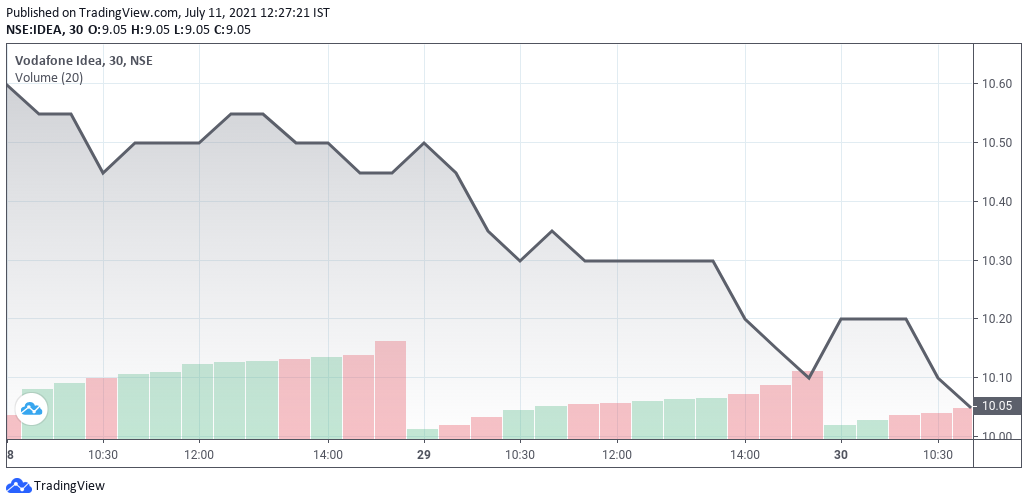 Published on TradingView.com, July 11, 2021 12:27:21 IST
NSE:IDEA, 30 O:9.05 H:9.05 L:9.05 C:9.05
Vodafone Idea, 30, NSE
Volume (20)
10.60
10.50
10.40
10.30
10.20
10.10
10.05
10.00
8 10:30 12:00 14:00 29 10:30 12:00 14:00 30 10:30
TradingView